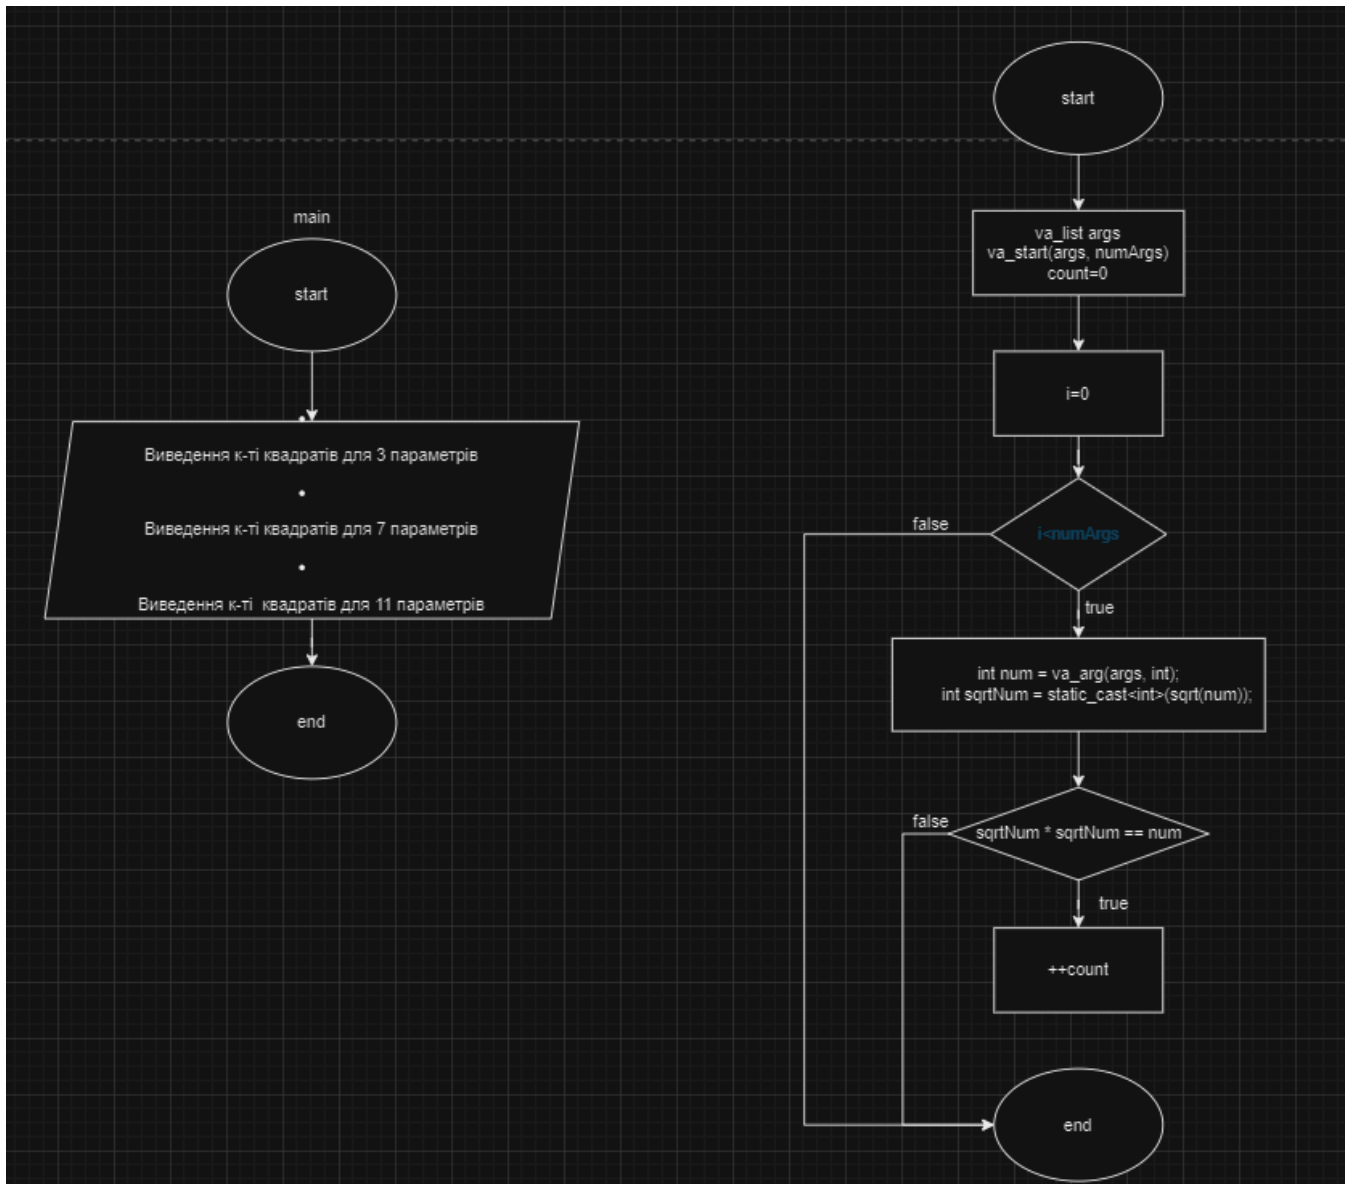 main
start
Виведення к-ті квадратів для 3 параметрів
Виведення к-ті квадратів для 7 параметрів
Виведення к-ті  квадратів для 11 параметрів
end
start
va_list args
va_start(args, numArgs)
count=0
i=0
i<numArgs
false
true
int num = va_arg(args, int);
int sqrtNum = static_cast<int>(sqrt(num));
sqrtNum * sqrtNum == num
false
true
++count
end